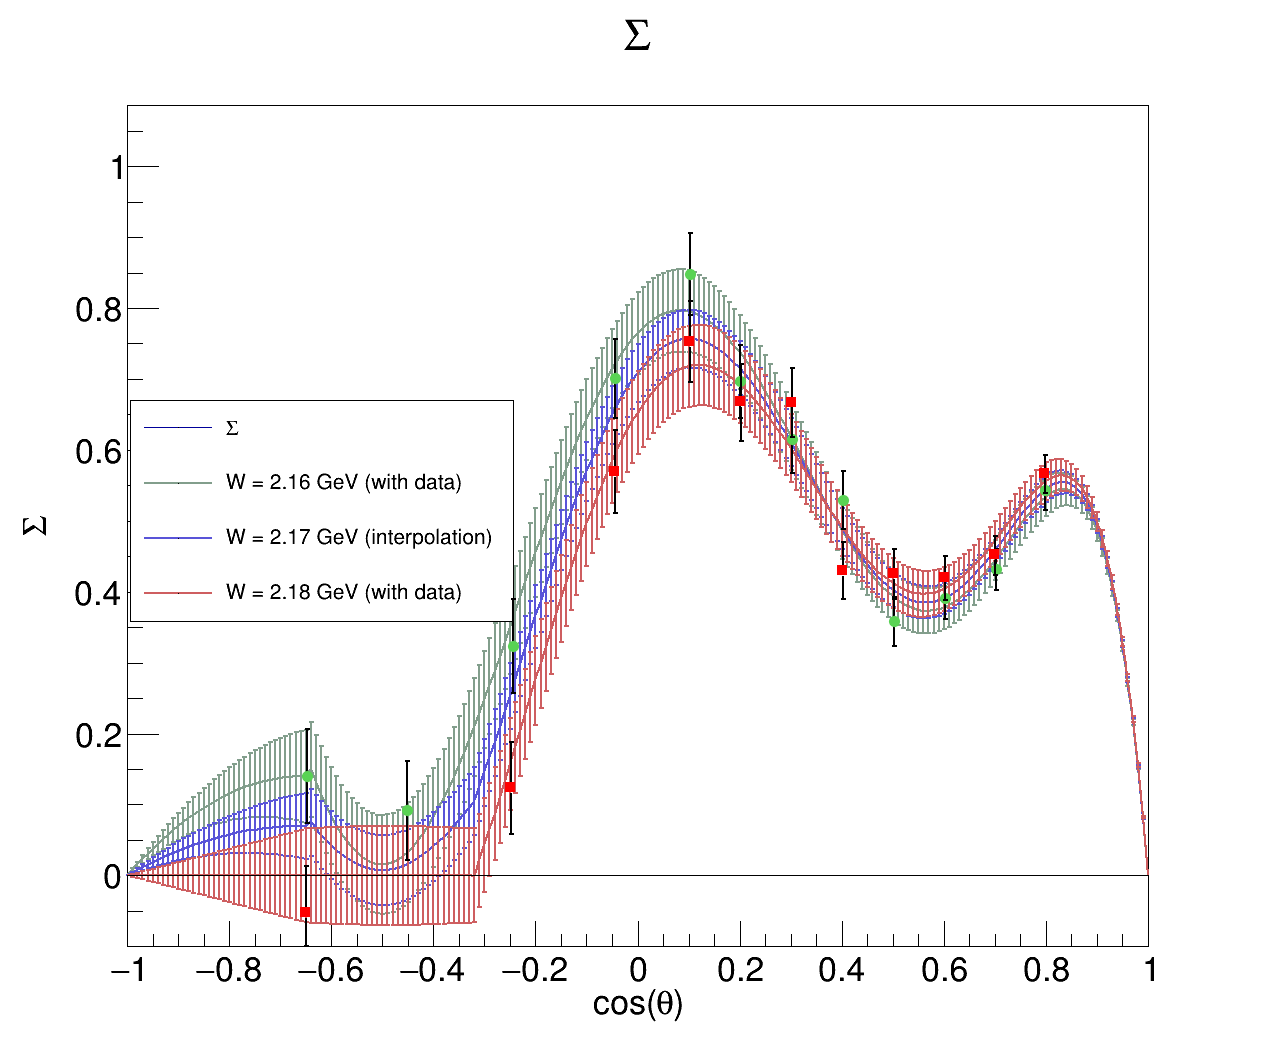 Σ
1
0.8
0.6
0.4
0.2
0
Σ
Σ
W = 2.16 GeV (with data)
W = 2.17 GeV (interpolation)
W = 2.18 GeV (with data)
−1 −0.8 −0.6 −0.4 −0.2 0 0.2 0.4 0.6 0.8 1
cos(θ)